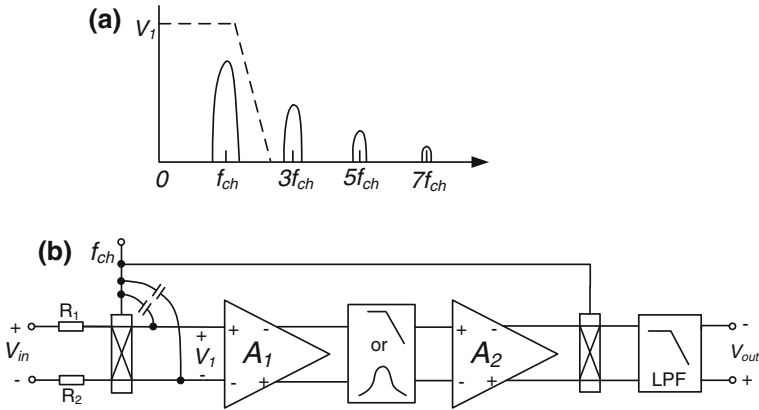 (a)
V1
0 fch 3fch 5fch 7fch
(b)
fch
R1
+ + + - + - -
Vin V1 A1 or A2 Vout
- - - + - + LPF +
R2